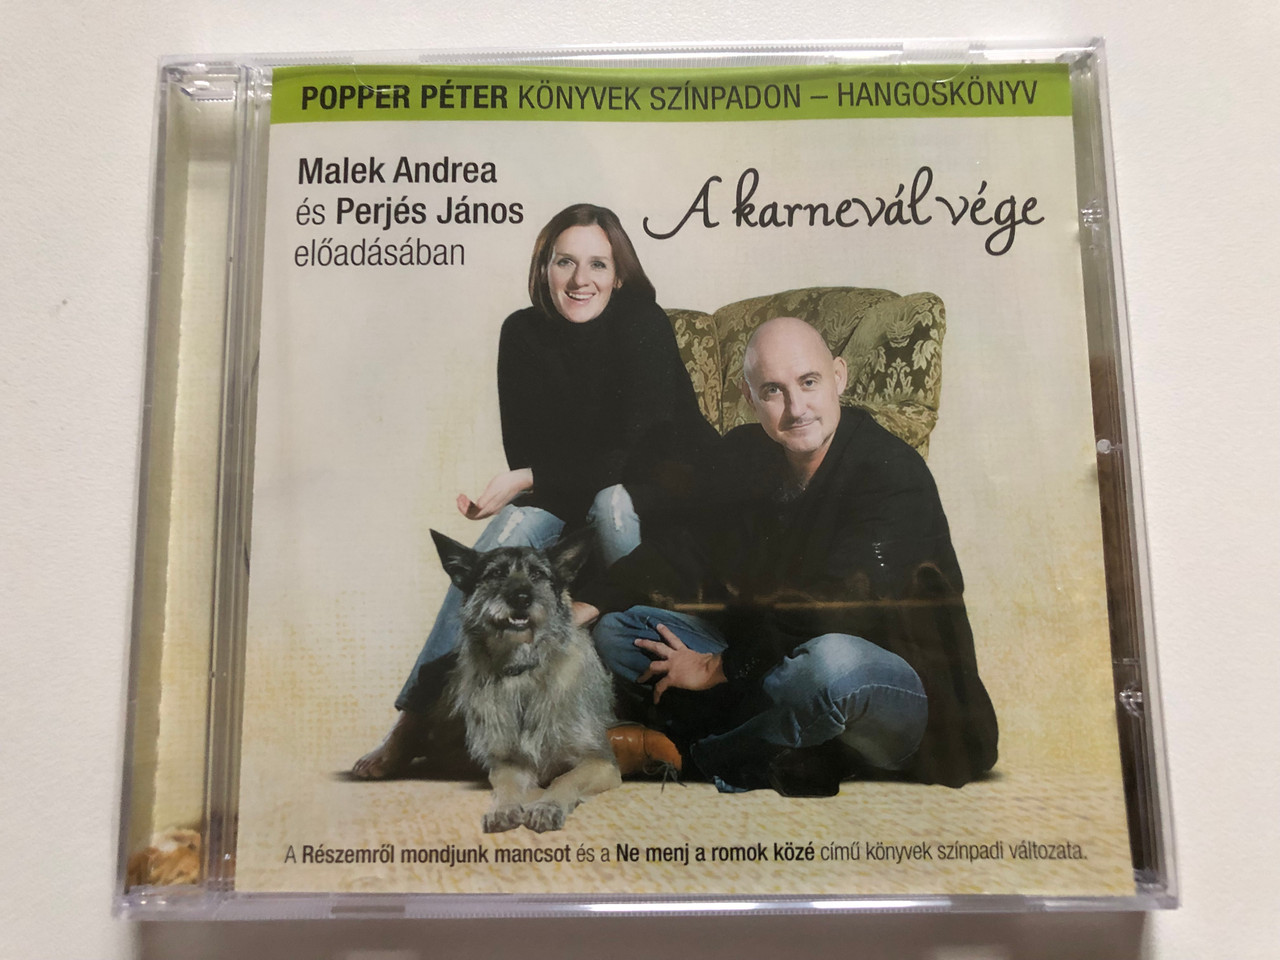 POPPER PÉTER KÖNYVEK SZÍNPADON – HANGOSKÖNYV
Malek Andrea
és Perjés János
előadásában
A karnevál vége
A Részemről mondjunk mancsot és a Ne menj a romok közé című könyvek színpadi változata.